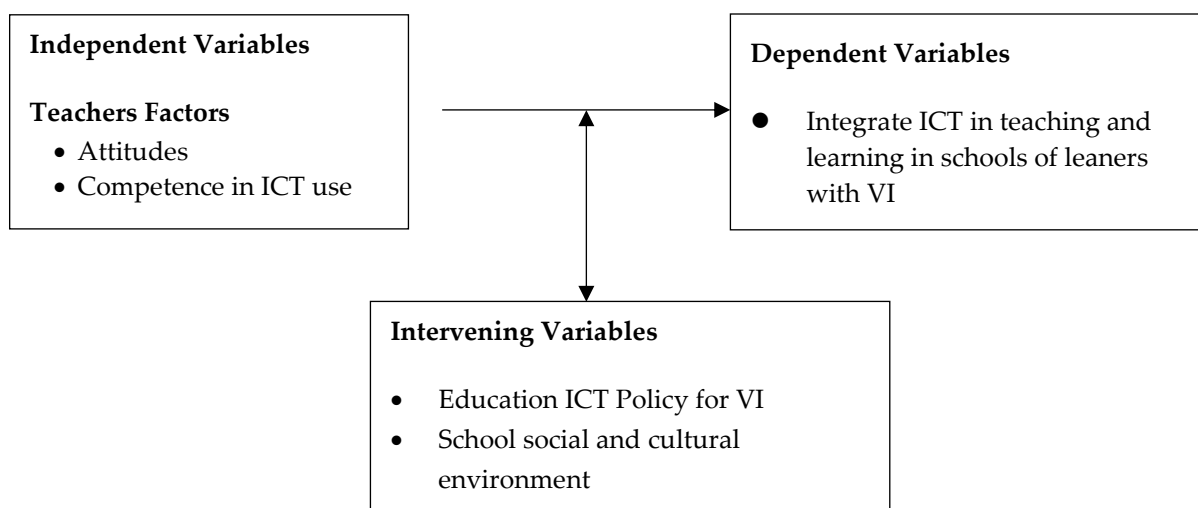 Independent Variables
Teachers Factors
• Attitudes
• Competence in ICT use
Dependent Variables
● Integrate ICT in teaching and
learning in schools of leaners
with VI
Intervening Variables
• Education ICT Policy for VI
• School social and cultural
environment